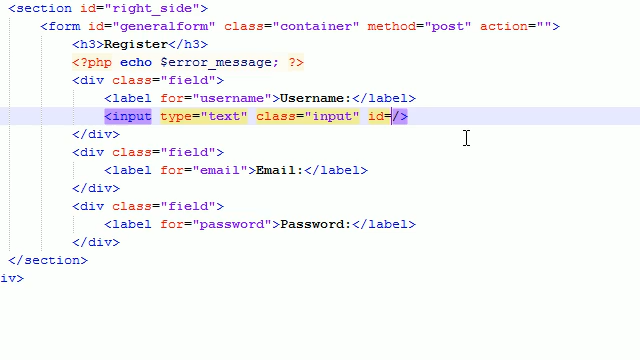 <section id="right_side">
<form id="generalform" class="container" method="post" action="">
<h3>Register</h3>
<?php echo $error_message; ?>
<div class="field">
<label for="username">Username:</label>
<input type="text" class="input" id=/>
</div>
<div class="field">
<label for="email">Email:</label>
</div>
<div class="field">
<label for="password">Password:</label>
</div>
</section>
iv>